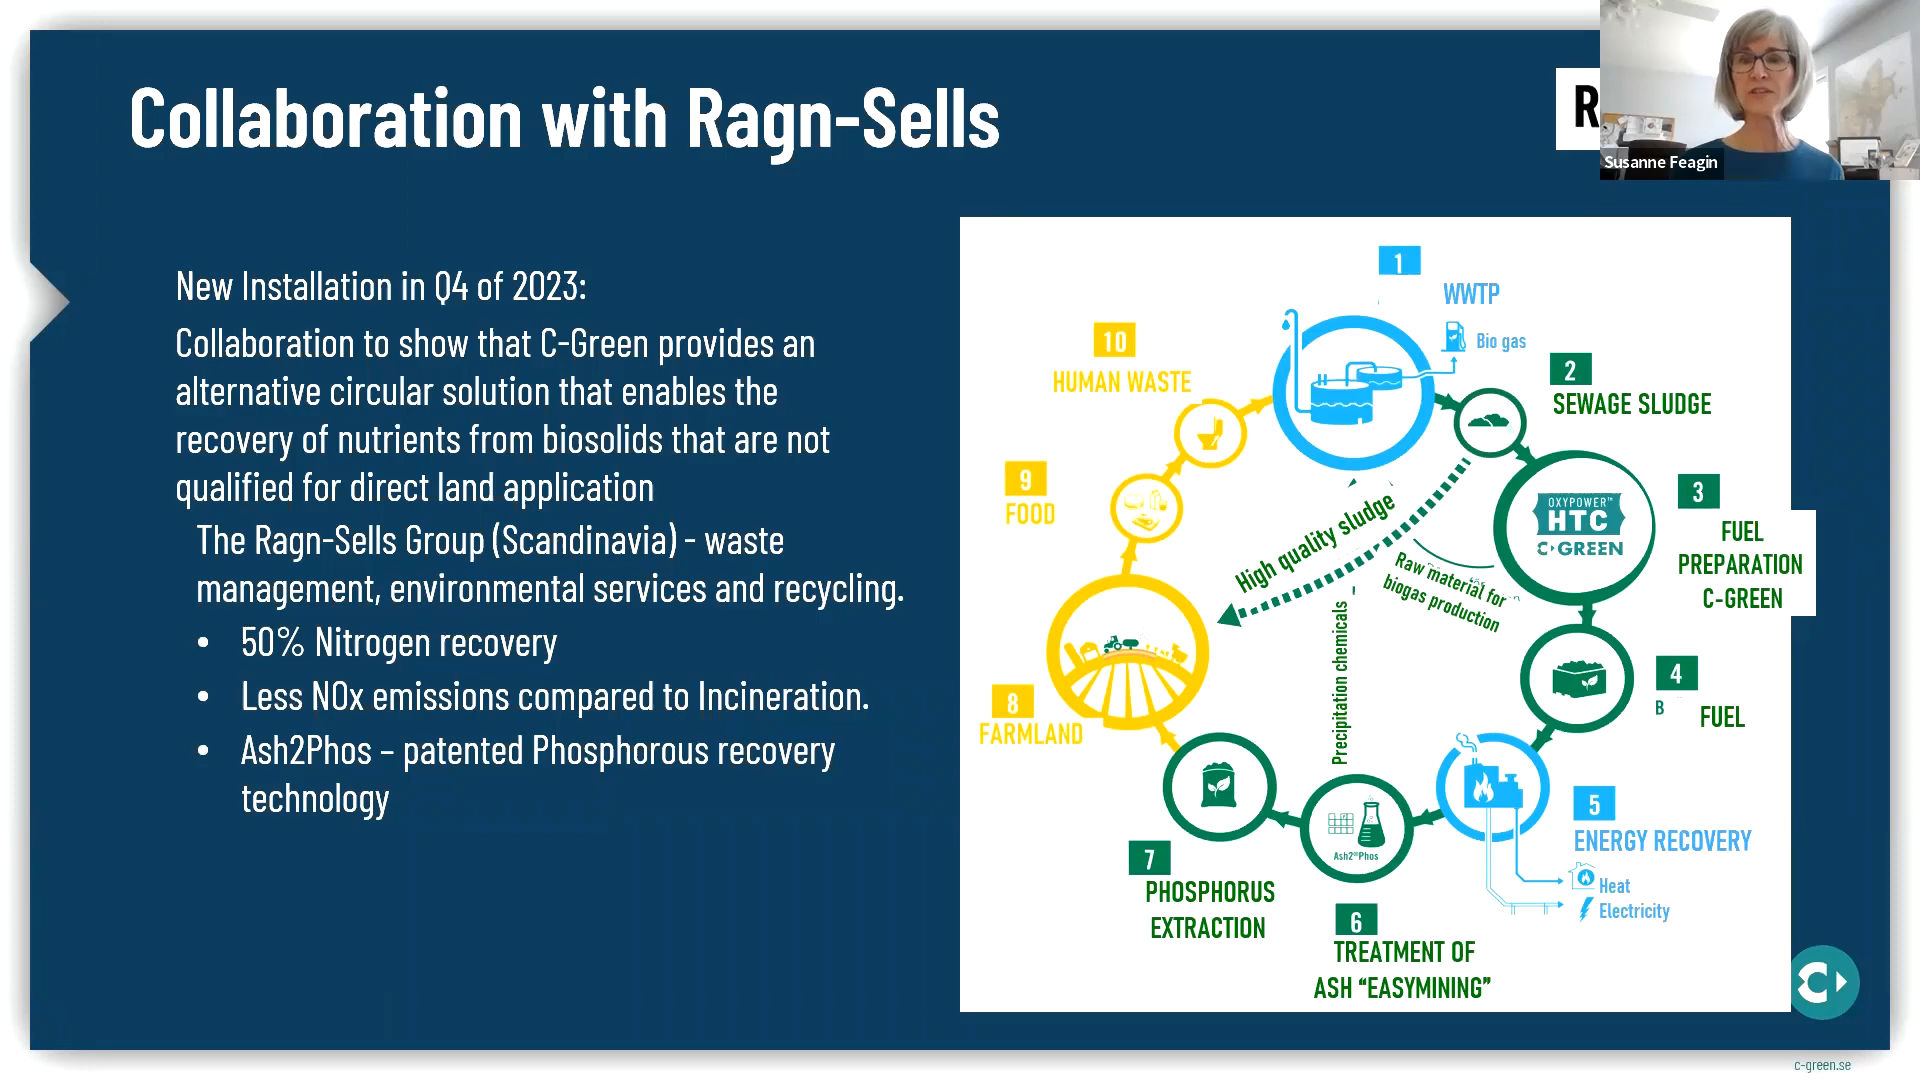 Collaboration with Ragn-Sells
R
Susanne Feagin
New Installation in Q4 of 2023:
Collaboration to show that C-Green provides an
alternative circular solution that enables the
recovery of nutrients from biosolids that are not
qualified for direct land application
The Ragn-Sells Group (Scandinavia) - waste
management, environmental services and recycling.
• 50% Nitrogen recovery
• Less NOx emissions compared to Incineration.
• Ash2Phos – patented Phosphorous recovery
technology
1
WWTP
Bio gas
2
SEWAGE SLUDGE
3
FUEL
PREPARATION
C-GREEN
OXYPOWER™
HTC
C-GREEN
4
B
FUEL
5
ENERGY RECOVERY
Heat
Electricity
6
TREATMENT OF
ASH “EASYMINING”
Ash2®Phos
7
PHOSPHORUS
EXTRACTION
8
FARMLAND
9
FOOD
10
HUMAN WASTE
High quality sludge
Raw material for
biogas production
Precipitation chemicals
C
c-green.se